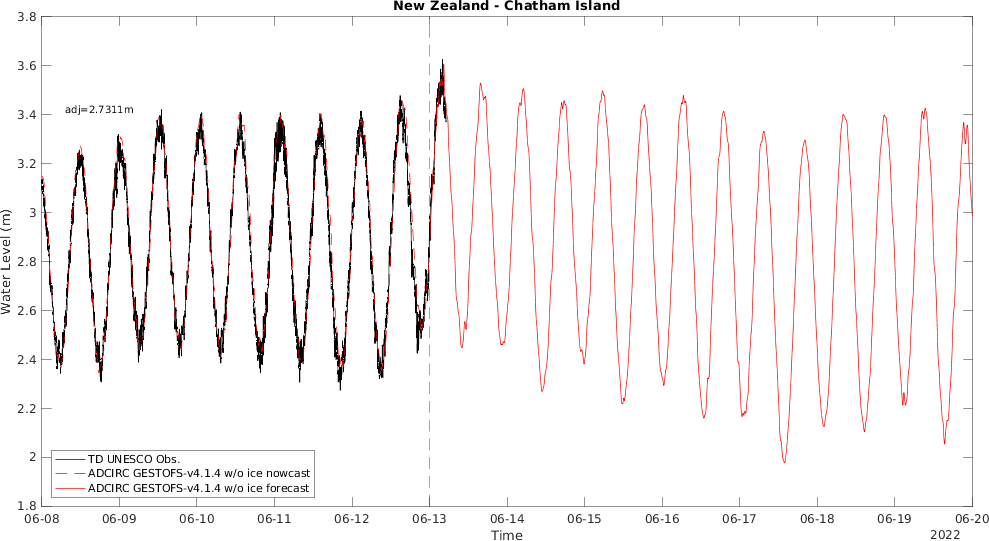 New Zealand - Chatham Island
3.8
3.6
3.4
3.2
3
2.8
2.6
2.4
2.2
2
1.8
Water Level (m)
adj=2.7311m
TD UNESCO Obs.
ADCIRC GESTOFS-v4.1.4 w/o ice nowcast
ADCIRC GESTOFS-v4.1.4 w/o ice forecast
06-08 06-09 06-10 06-11 06-12 06-13 06-14 06-15 06-16 06-17 06-18 06-19 06-20
Time
2022